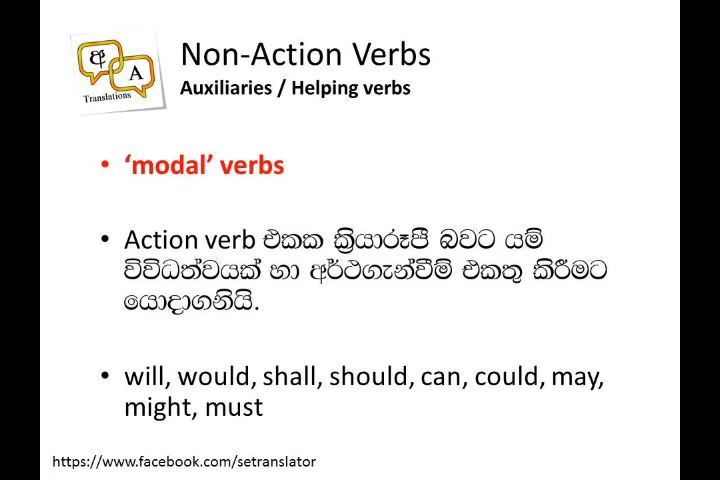 අ
A
Translations
Non-Action Verbs
Auxiliaries / Helping verbs
• ‘modal’ verbs
• Action verb එකක ක්‍රියාරූපී බවට යම්
විවිධත්වයක් හා අර්ථගැන්වීම් එකතු කිරීමට
යොදාගනියි.
• will, would, shall, should, can, could, may,
might, must
https://www.facebook.com/setranslator